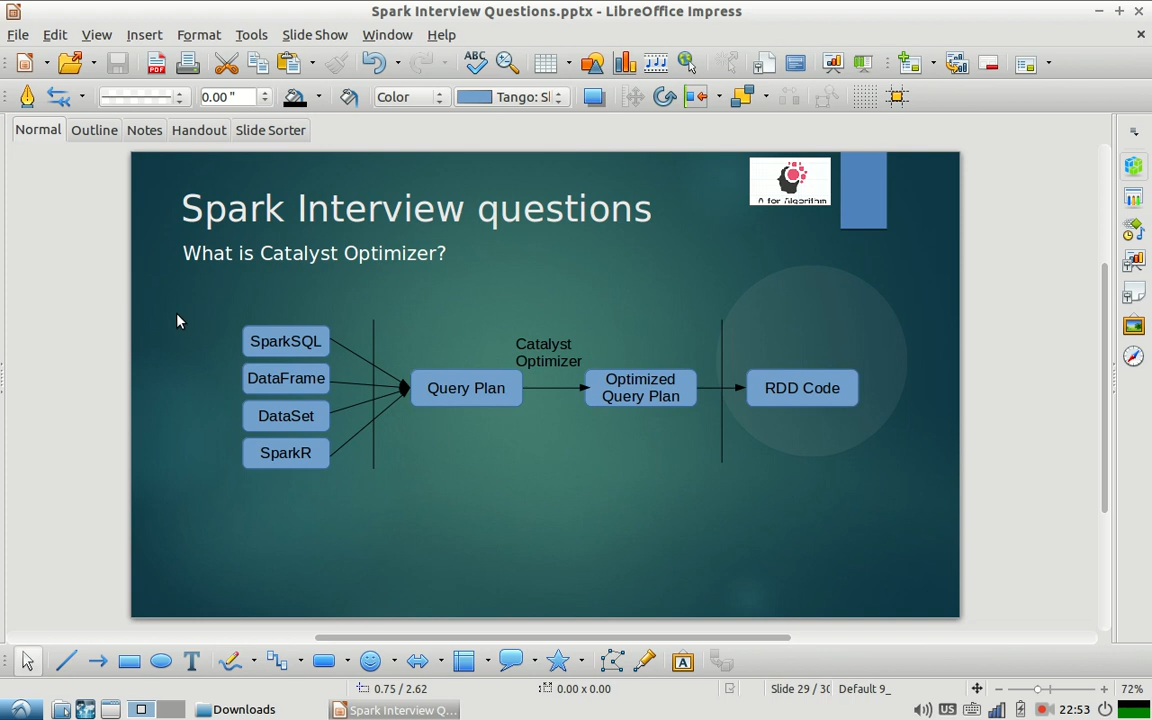 Spark Interview Questions.pptx - LibreOffice Impress
File Edit View Insert Format Tools Slide Show Window Help
0.00 " Color Tango: Sl
Normal Outline Notes Handout Slide Sorter
Spark Interview questions
A for Algorithm
What is Catalyst Optimizer?
SparkSQL
DataFrame
DataSet
SparkR
Query Plan
Catalyst
Optimizer
Optimized
Query Plan
RDD Code
0.75 / 2.62 0.00 x 0.00 Slide 29 / 30 Default 9_ 72%
Downloads Spark Interview Q... US 22:53